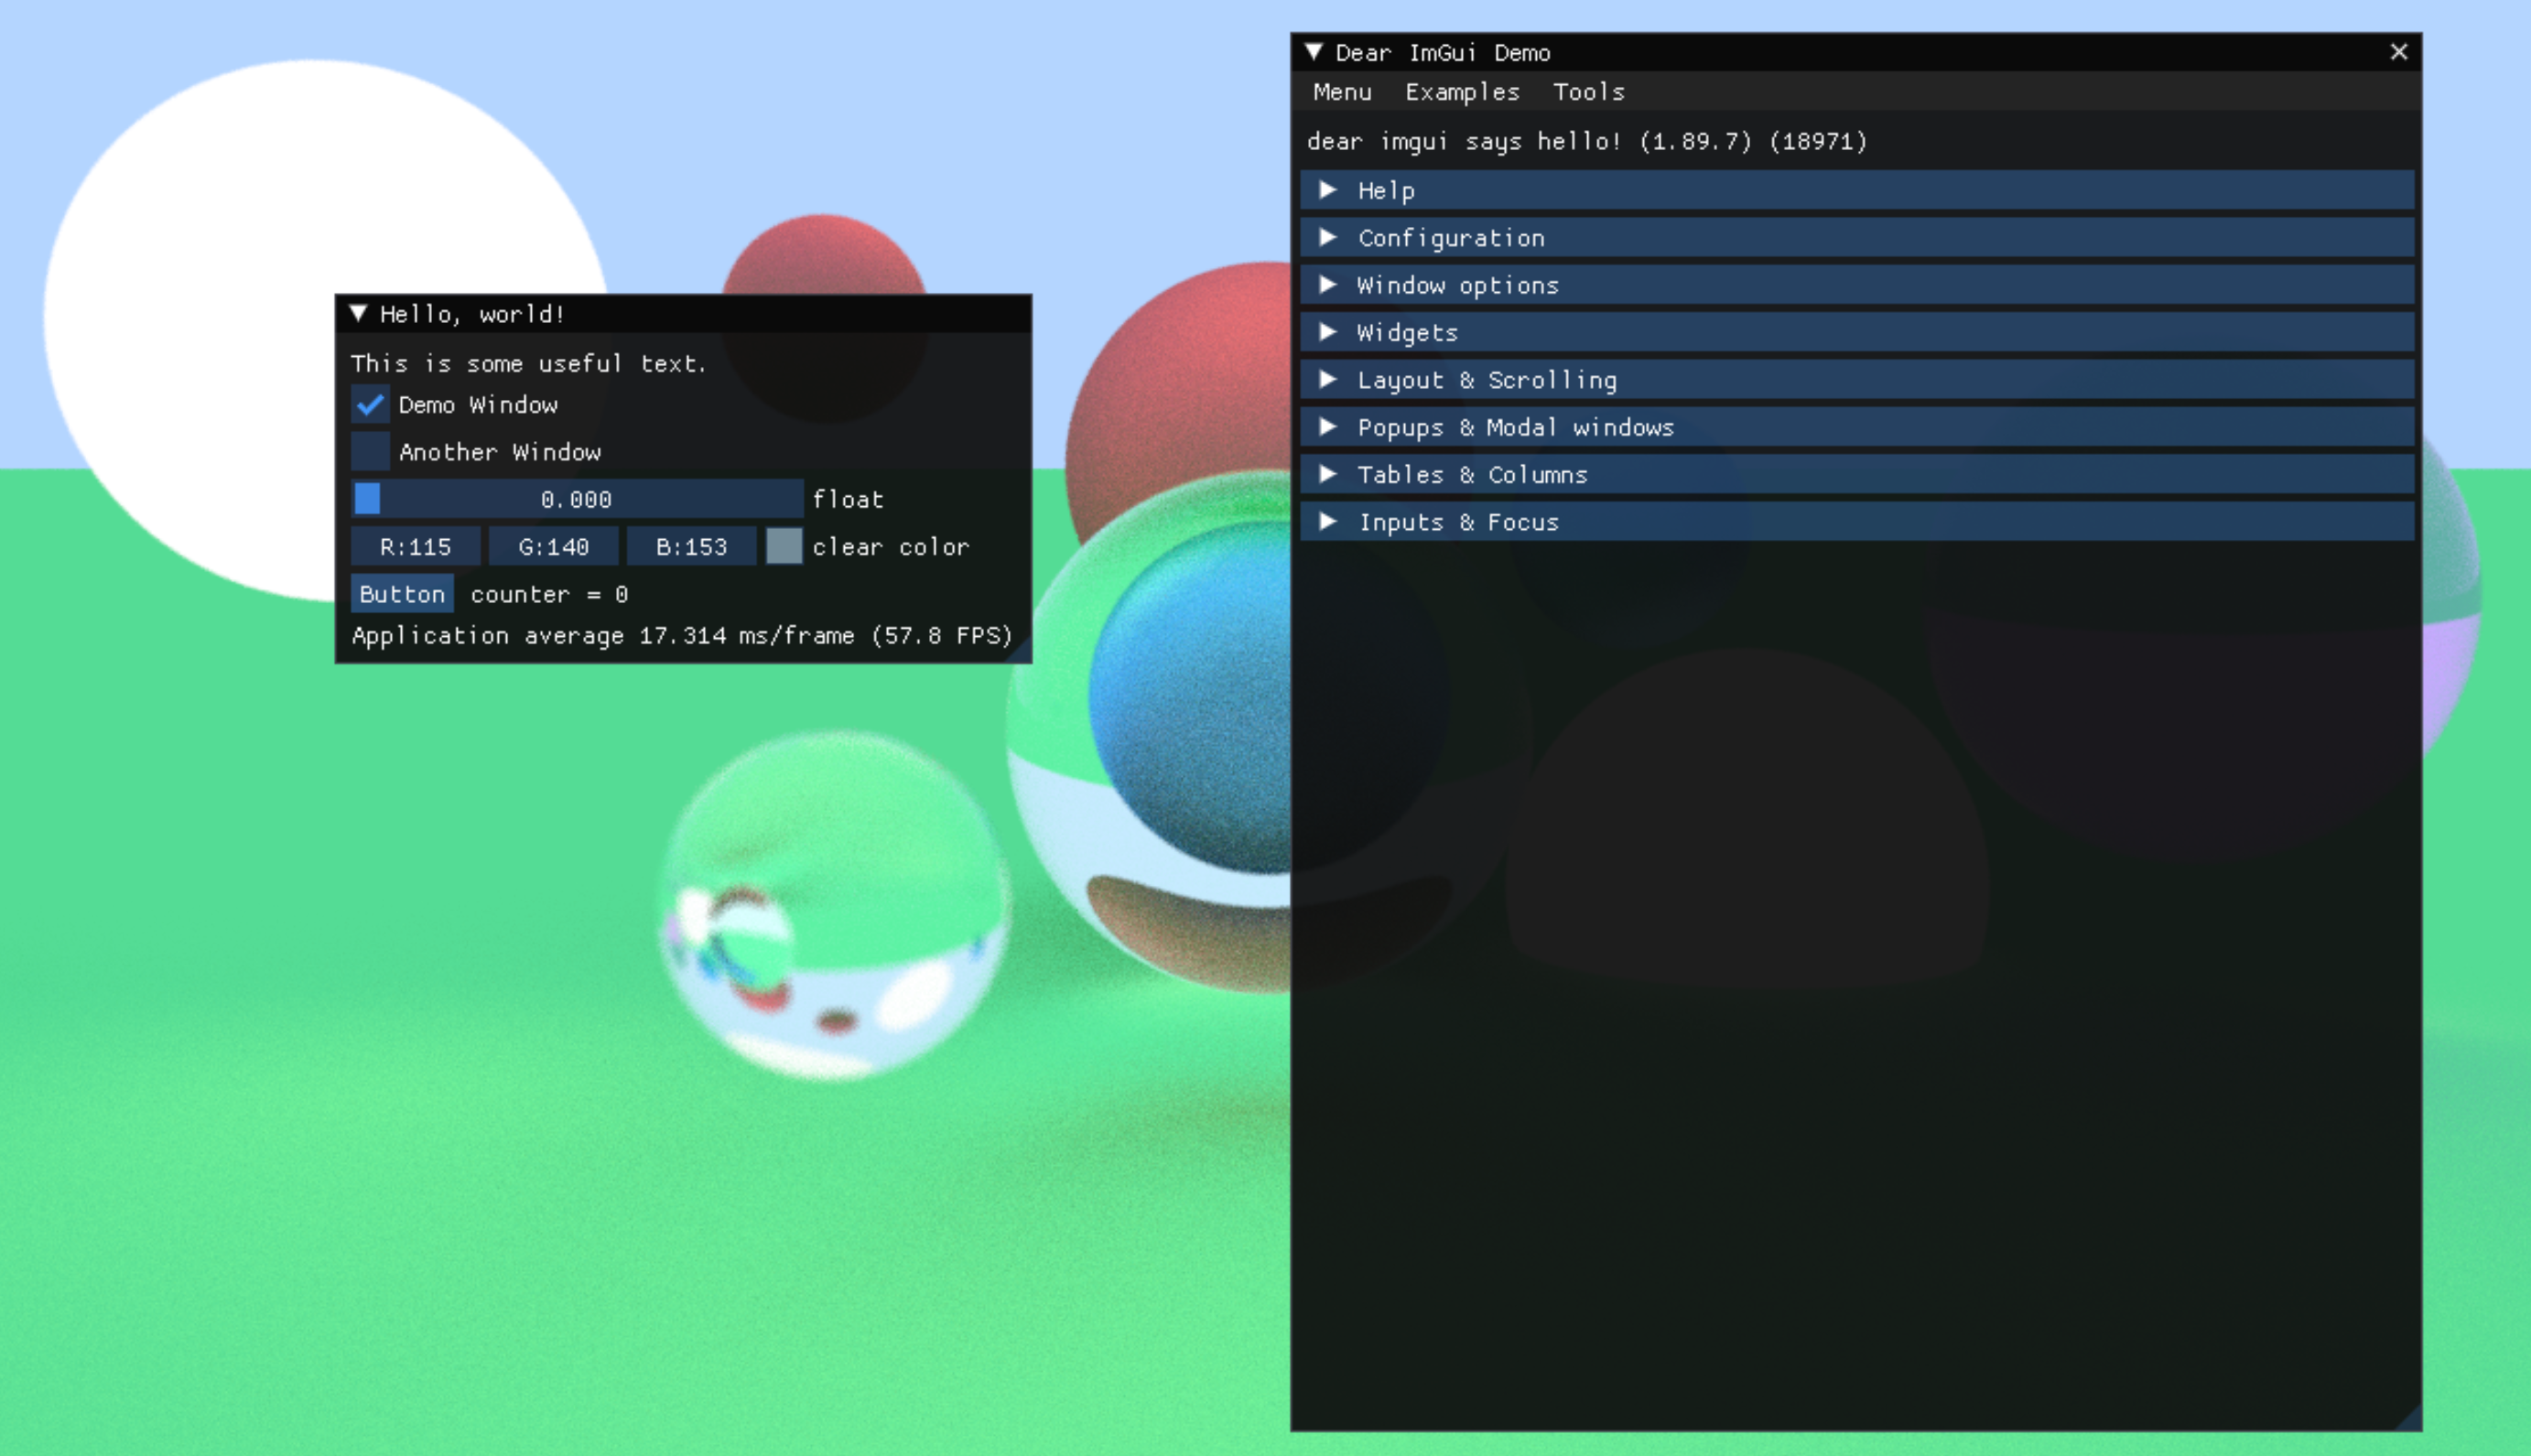 Hello, world!
This is some useful text.
Demo Window
Another Window
0.000 float
R:115 G:140 B:153 clear color
Button counter = 0
Application average 17.314 ms/frame (57.8 FPS)
Dear ImGui Demo
Menu Examples Tools
dear imgui says hello! (1.89.7) (18971)
Help
Configuration
Window options
Widgets
Layout & Scrolling
Popups & Modal windows
Tables & Columns
Inputs & Focus